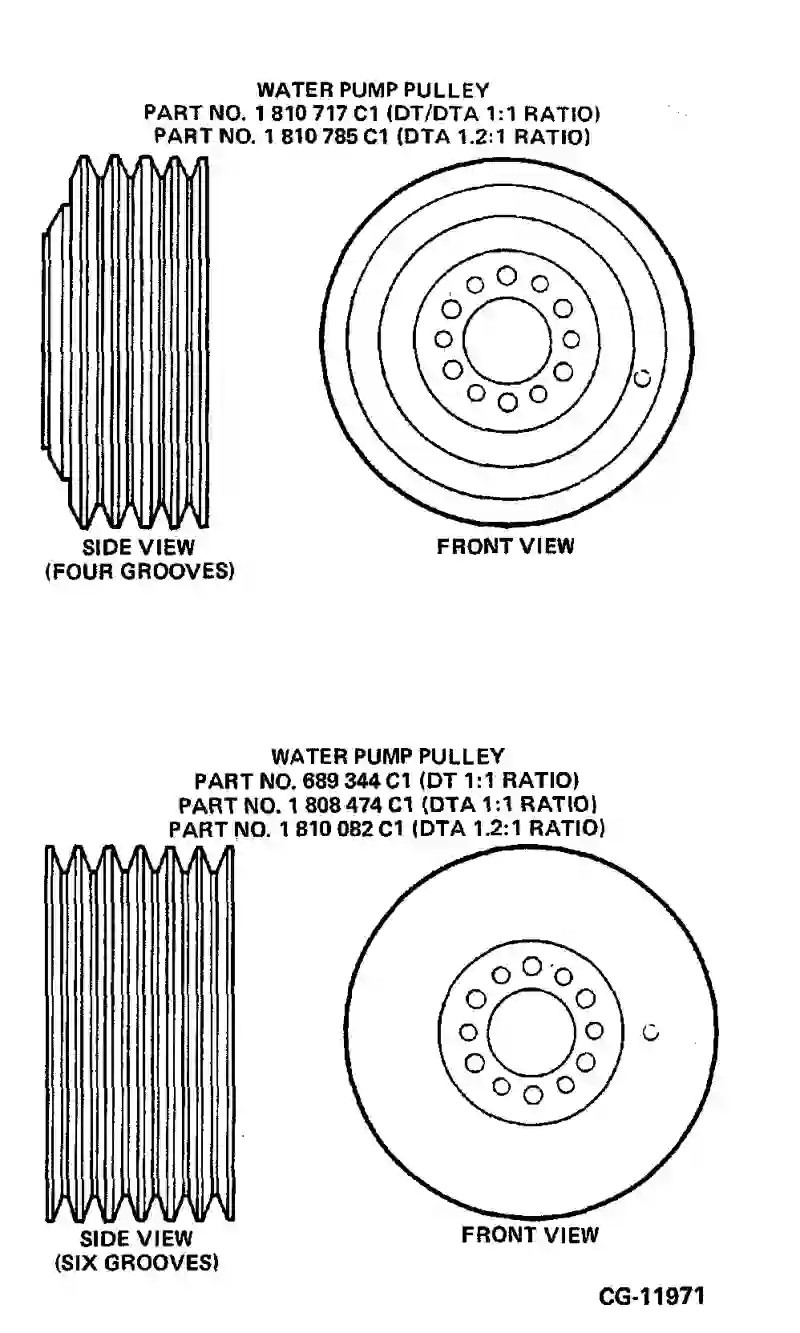 WATER PUMP PULLEY
PART NO. 1 810 717 C1 (DT/DTA 1:1 RATIO)
PART NO. 1 810 785 C1 (DTA 1.2:1 RATIO)
SIDE VIEW
(FOUR GROOVES)
FRONT VIEW
WATER PUMP PULLEY
PART NO. 689 344 C1 (DT 1:1 RATIO)
PART NO. 1 808 474 C1 (DTA 1:1 RATIO)
PART NO. 1 810 082 C1 (DTA 1.2:1 RATIO)
SIDE VIEW
(SIX GROOVES)
FRONT VIEW
CG-11971